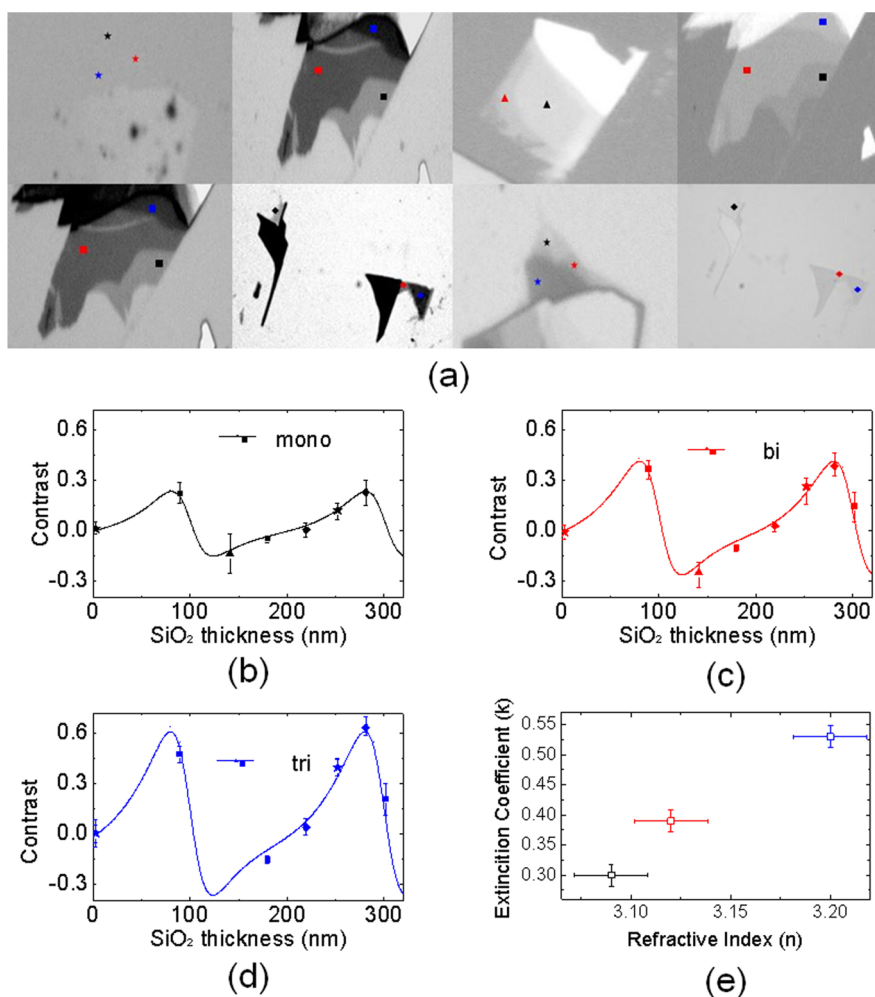 (a)
0.6
0.3
0.0
-0.3
mono
Contrast
0
100
200
300
SiO₂ thickness (nm)
(b)
0.6
0.3
0.0
-0.3
bi
Contrast
0
100
200
300
SiO₂ thickness (nm)
(c)
0.6
0.3
0.0
-0.3
tri
Contrast
0
100
200
300
SiO₂ thickness (nm)
(d)
0.55
0.50
0.45
0.40
0.35
0.30
Extincition Coefficient (k)
3.10
3.15
3.20
Refractive Index (n)
(e)